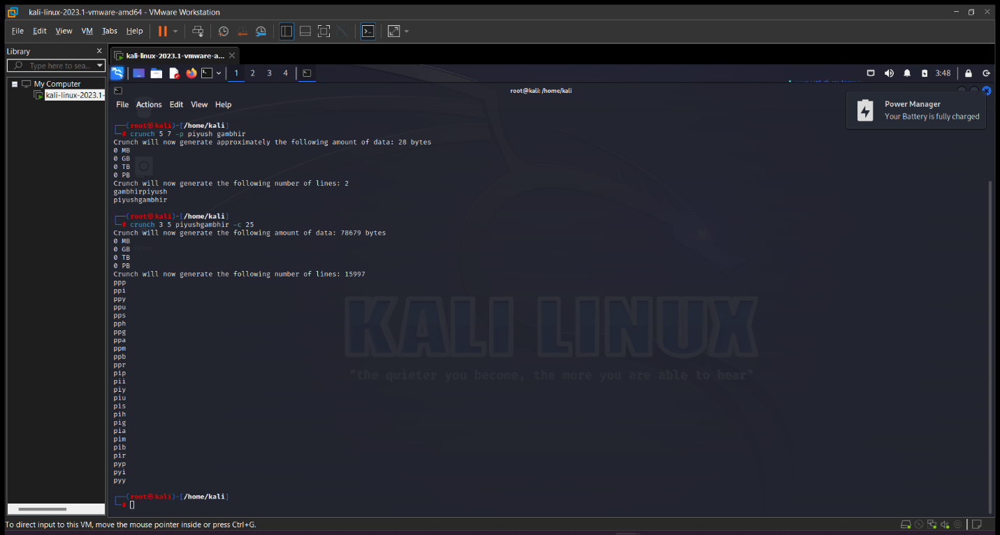 kali-linux-2023.1-vmware-amd64 - VMware Workstation
File Edit View VM Tabs Help
Library
Type here to sea...
My Computer
kali-linux-2023.1-
kali-linux-2023.1-vmware-a...
1 2 3 4
3:48
root@kali: /home/kali
File Actions Edit View Help
Power Manager
Your Battery is fully charged
┌──(root㉿kali)-[/home/kali]
└─# crunch 5 7 -p piyush gambhir
Crunch will now generate approximately the following amount of data: 28 bytes
0 MB
0 GB
0 TB
0 PB
Crunch will now generate the following number of lines: 2
gambhirpiyush
piyushgambhir
┌──(root㉿kali)-[/home/kali]
└─# crunch 3 5 piyushgambhir -c 25
Crunch will now generate the following amount of data: 78679 bytes
0 MB
0 GB
0 TB
0 PB
Crunch will now generate the following number of lines: 15997
ppp
ppi
ppy
ppu
pps
pph
ppg
ppa
ppm
ppb
ppr
pip
pii
piy
piu
pis
pih
pig
pia
pim
pib
pir
pyp
pyi
pyy
┌──(root㉿kali)-[/home/kali]
└─#
Home
KALI LINUX
"the quieter you become, the more you are able to hear"
To direct input to this VM, move the mouse pointer inside or press Ctrl+G.